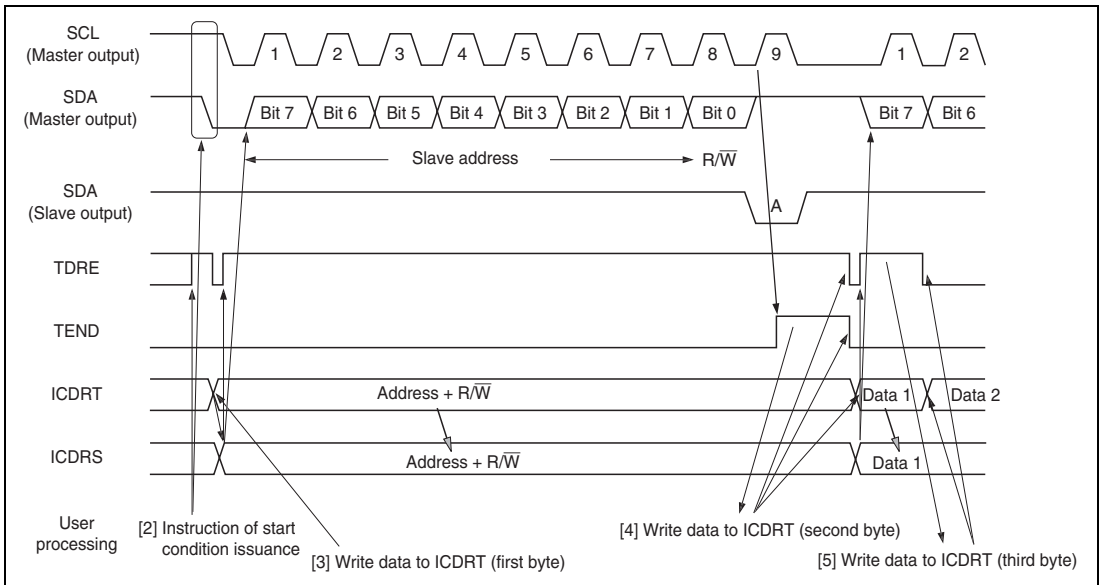 SCL
(Master output)
1 2 3 4 5 6 7 8 9 1 2
SDA
(Master output)
Bit 7 Bit 6 Bit 5 Bit 4 Bit 3 Bit 2 Bit 1 Bit 0 Bit 7 Bit 6
Slave address R/W̅
SDA
(Slave output)
A
TDRE
TEND
ICDRT
Address + R/W̅ Data 1 Data 2
ICDRS
Address + R/W̅ Data 1
User
processing
[2] Instruction of start
condition issuance
[3] Write data to ICDRT (first byte)
[4] Write data to ICDRT (second byte)
[5] Write data to ICDRT (third byte)